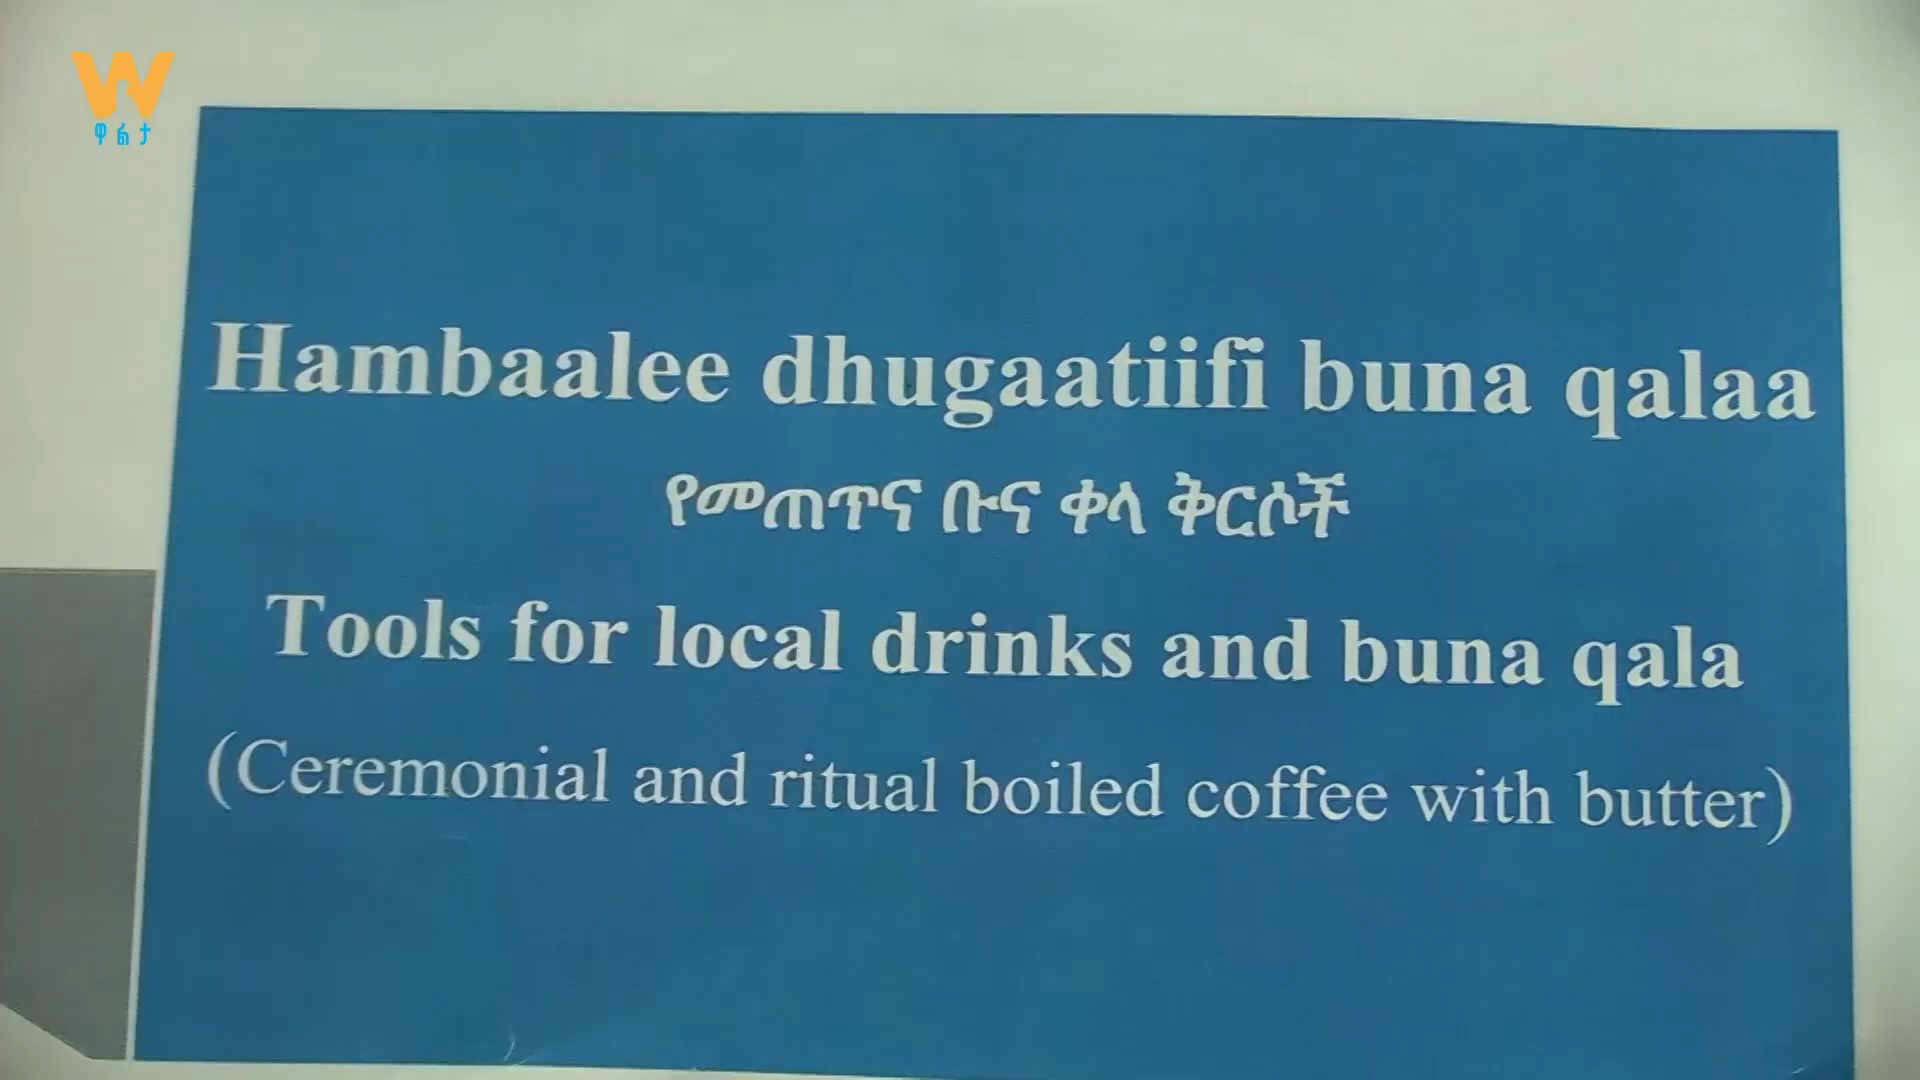 W
ዋልታ
Hambaalee dhugaatiifi buna qalaa
የመጠጥና ቡና ቀላ ቅርሶች
Tools for local drinks and buna qala
(Ceremonial and ritual boiled coffee with butter)